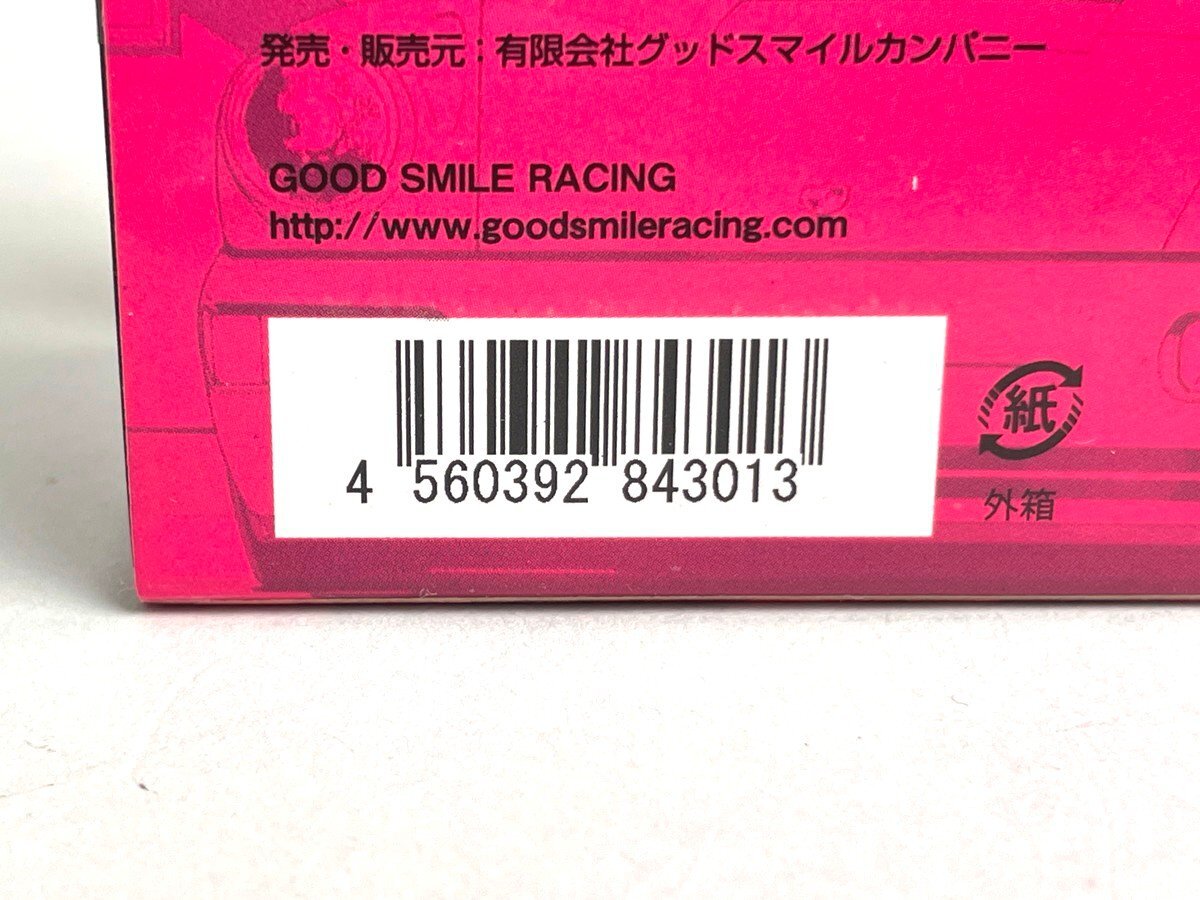 発売・販売元：有限会社グッドスマイルカンパニー
GOOD SMILE RACING
http://www.goodsmileracing.com
4 560392 843013
紙
外箱